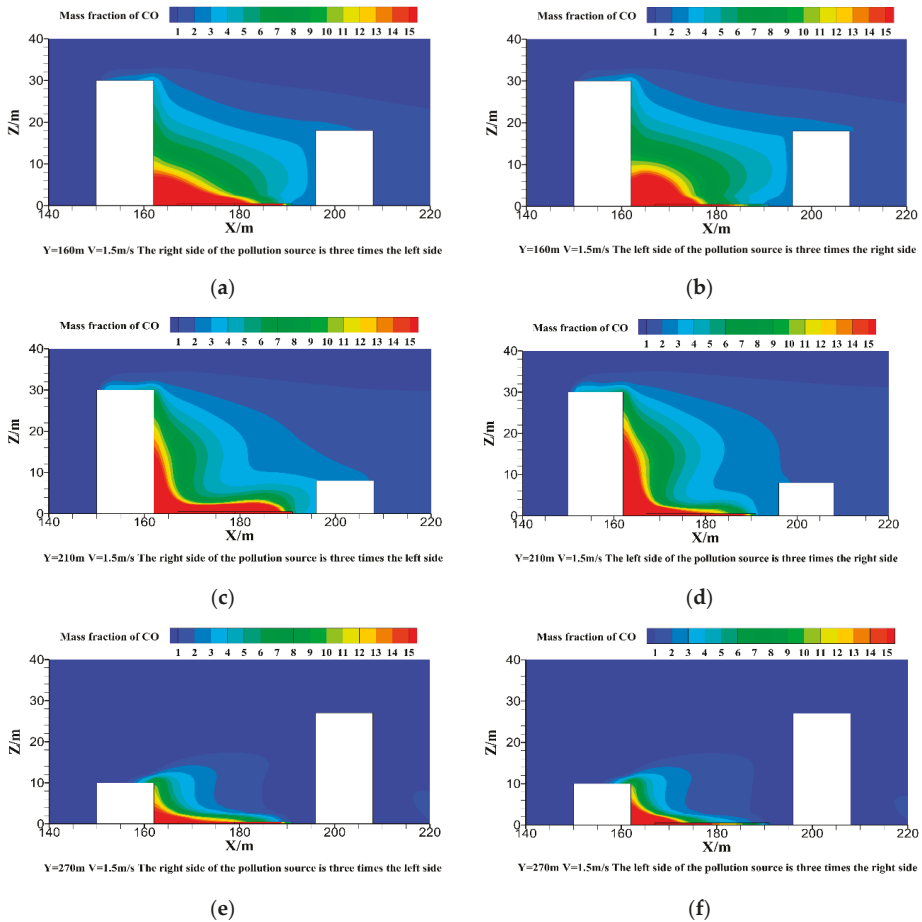 Mass fraction of CO
1 2 3 4 5 6 7 8 9 10 11 12 13 14 15
40
30
20
10
0
Z/m
140 160 180 200 220
X/m
Y=160m V=1.5m/s The right side of the pollution source is three times the left side
(a)
Mass fraction of CO
1 2 3 4 5 6 7 8 9 10 11 12 13 14 15
40
30
20
10
0
Z/m
140 160 180 200 220
X/m
Y=160m V=1.5m/s The left side of the pollution source is three times the right side
(b)
Mass fraction of CO
1 2 3 4 5 6 7 8 9 10 11 12 13 14 15
40
30
20
10
0
Z/m
140 160 180 200 220
X/m
Y=210m V=1.5m/s The right side of the pollution source is three times the left side
(c)
Mass fraction of CO
1 2 3 4 5 6 7 8 9 10 11 12 13 14 15
40
30
20
10
0
Z/m
140 160 180 200 220
X/m
Y=210m V=1.5m/s The left side of the pollution source is three times the right side
(d)
Mass fraction of CO
1 2 3 4 5 6 7 8 9 10 11 12 13 14 15
40
30
20
10
0
Z/m
140 160 180 200 220
X/m
Y=270m V=1.5m/s The right side of the pollution source is three times the left side
(e)
Mass fraction of CO
1 2 3 4 5 6 7 8 9 10 11 12 13 14 15
40
30
20
10
0
Z/m
140 160 180 200 220
X/m
Y=270m V=1.5m/s The left side of the pollution source is three times the right side
(f)